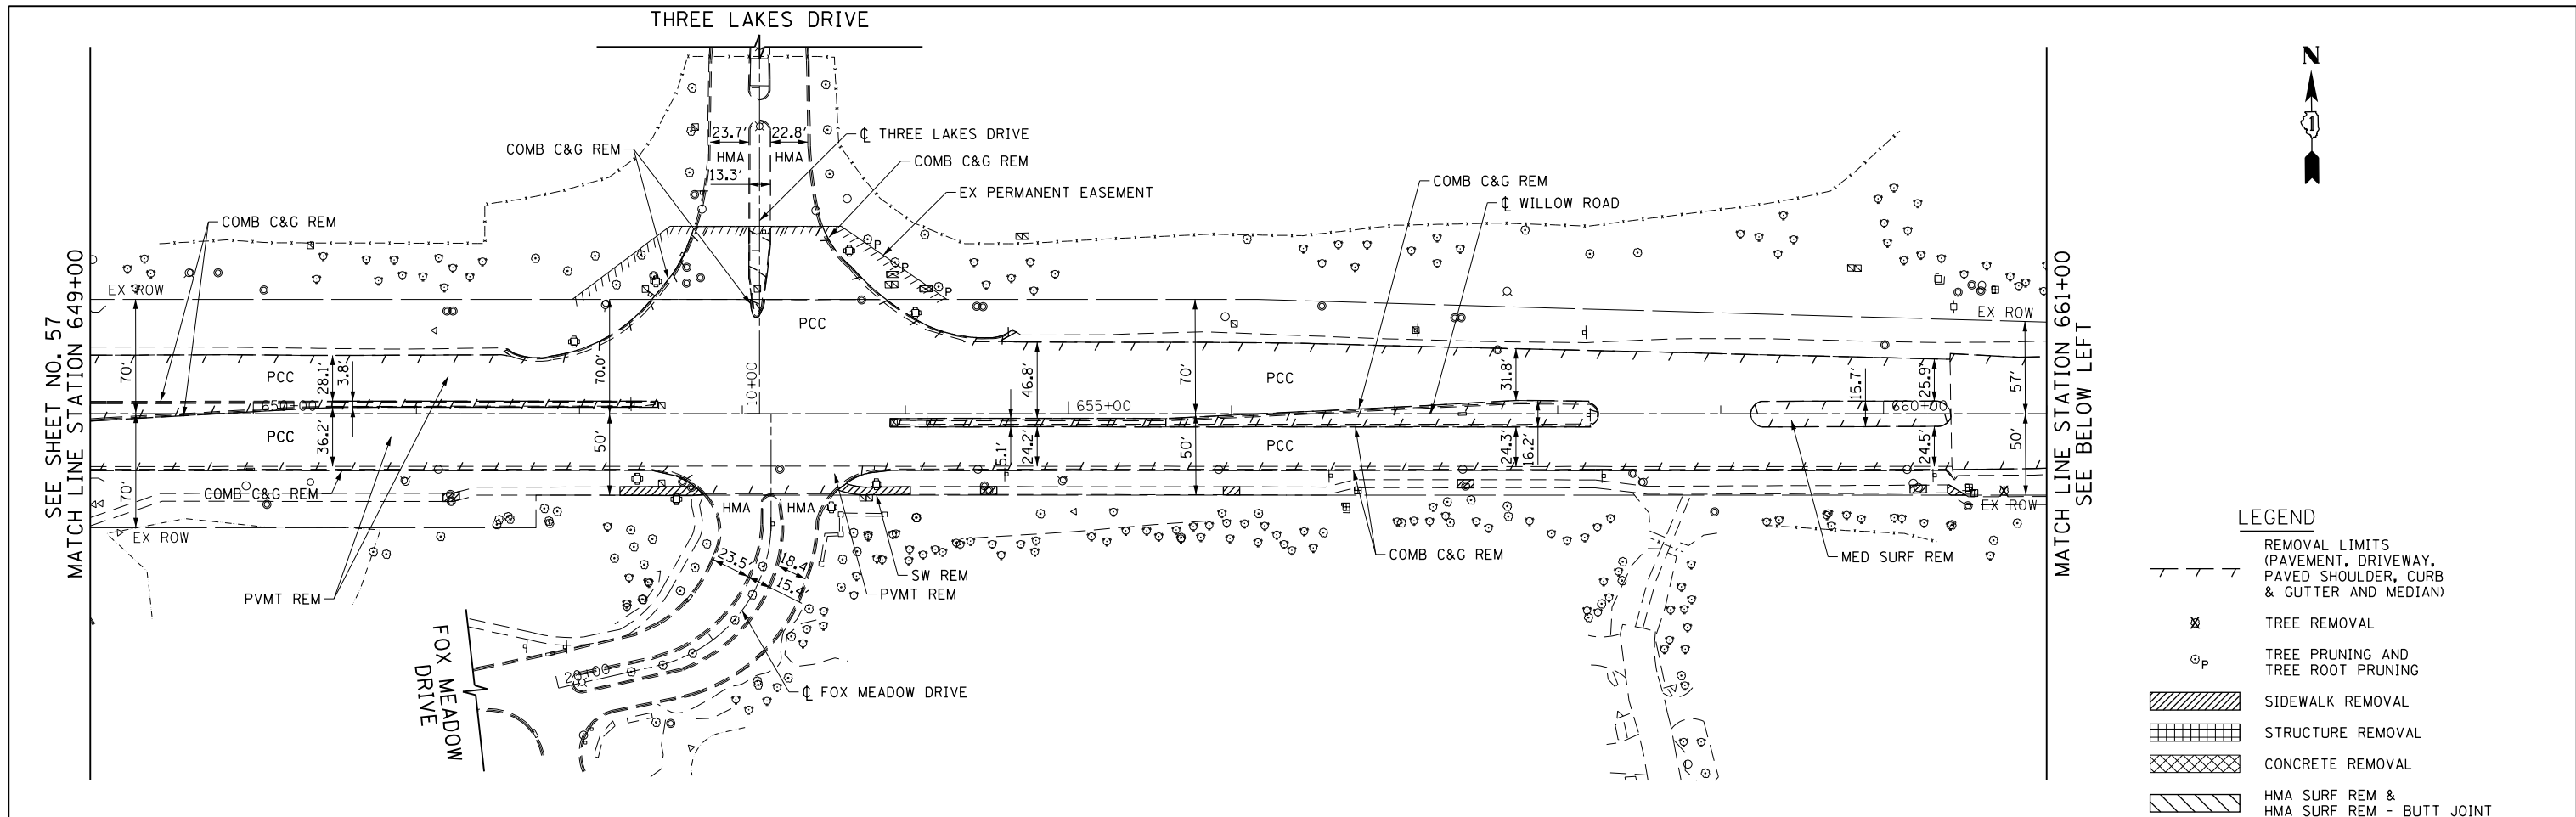 THREE LAKES DRIVE
N
1
23.7'
22.8'
HMA
HMA
13.3'
℄ THREE LAKES DRIVE
COMB C&G REM
COMB C&G REM
EX PERMANENT EASEMENT
COMB C&G REM
℄ WILLOW ROAD
COMB C&G REM
P
P
P
SEE SHEET NO. 57
MATCH LINE STATION 649+00
EX ROW
EX ROW
70'
PCC
28.1'
3.8'
70.0'
10+00
PCC
46.8'
70'
PCC
31.8'
15.7'
25.9'
57'
650+00
655+00
660+00
MATCH LINE STATION 661+00
SEE BELOW LEFT
PCC
36.2'
50'
5.1'
24.2'
50'
PCC
24.3'
16.2'
24.5'
50'
70'
COMB C&G REM
EX ROW
HMA
HMA
EX ROW
COMB C&G REM
MED SURF REM
23.5'
18.4'
15.4'
SW REM
PVMT REM
PVMT REM
FOX MEADOW
DRIVE
20+00
℄ FOX MEADOW DRIVE
LEGEND
REMOVAL LIMITS
(PAVEMENT, DRIVEWAY,
PAVED SHOULDER, CURB
& GUTTER AND MEDIAN)
TREE REMOVAL
P
TREE PRUNING AND
TREE ROOT PRUNING
SIDEWALK REMOVAL
STRUCTURE REMOVAL
CONCRETE REMOVAL
HMA SURF REM &
HMA SURF REM - BUTT JOINT